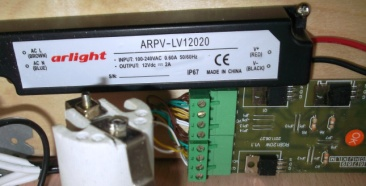 ARPV-LV12020
AC L
(BROWN)
AC N
(BLUE)
arlight
INPUT: 100-240VAC 0.60A 50/60Hz
OUTPUT: 12Vdc 2A
S/N:
IP67
MADE IN CHINA
V+
(RED)
V-
(BLACK)